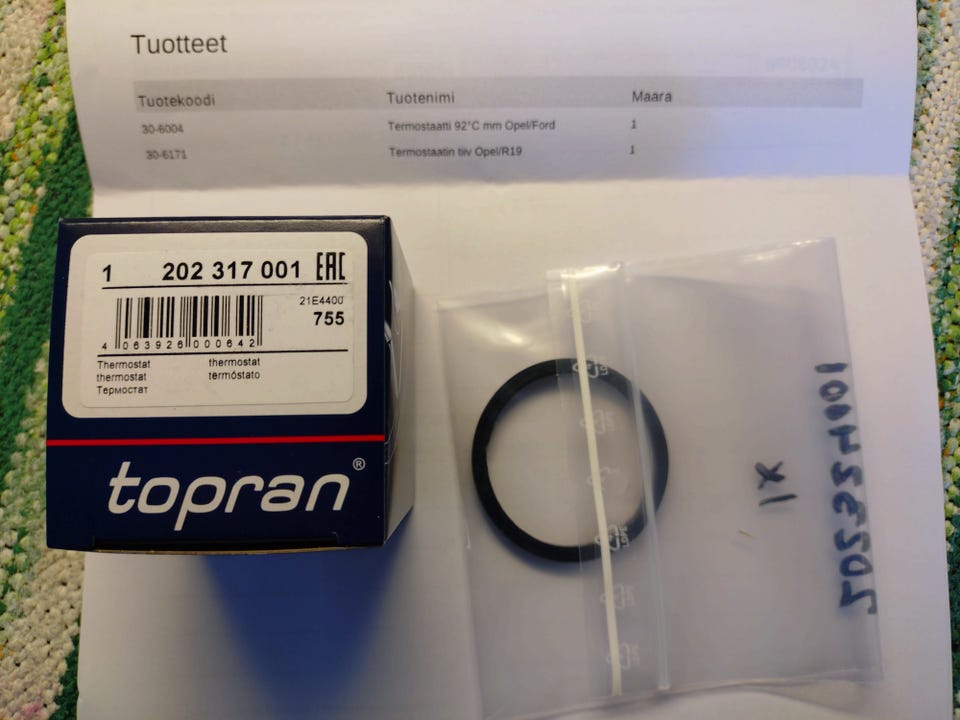 Tuotteet
Tuotekoodi Tuotenimi Maara
30-6004 Termostaatti 92°C mm Opel/Ford 1
30-6171 Termostaatin tiiv Opel/R19 1
1 202 317 001 EAC
21E4400
755
4 063926 000642
Thermostat thermostat
thermostat termóstato
Термостат
topran®
1X